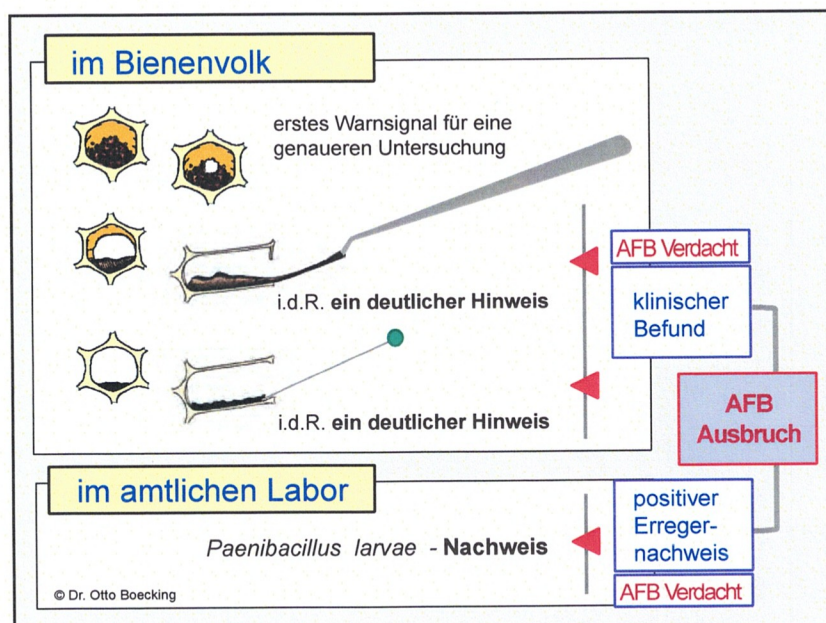 im Bienenvolk
erstes Warnsignal für eine
genaueren Untersuchung
i.d.R. ein deutlicher Hinweis
i.d.R. ein deutlicher Hinweis
AFB Verdacht
klinischer
Befund
AFB
Ausbruch
im amtlichen Labor
Paenibacillus larvae - Nachweis
positiver
Erreger-
nachweis
AFB Verdacht
© Dr. Otto Boecking